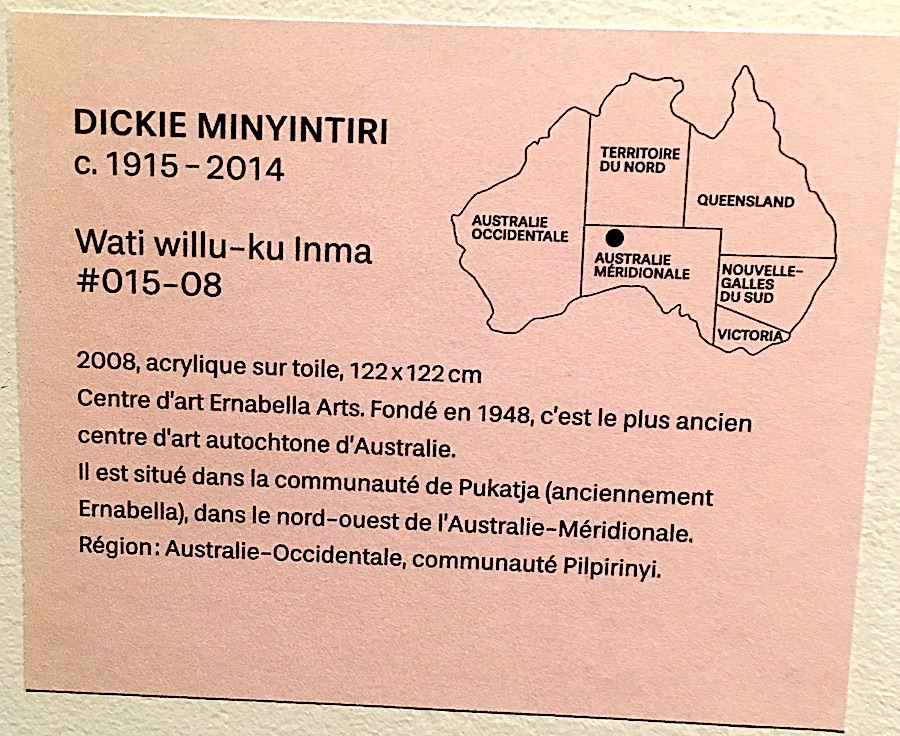 DICKIE MINYINTIRI
c. 1915 – 2014
Wati willu-ku Inma
#015-08
TERRITOIRE
DU NORD
QUEENSLAND
AUSTRALIE
OCCIDENTALE
AUSTRALIE
MÉRIDIONALE
NOUVELLE-
GALLES
DU SUD
VICTORIA
2008, acrylique sur toile, 122 x 122 cm
Centre d'art Ernabella Arts. Fondé en 1948, c'est le plus ancien
centre d'art autochtone d'Australie.
Il est situé dans la communauté de Pukatja (anciennement
Ernabella), dans le nord-ouest de l'Australie-Méridionale.
Région : Australie-Occidentale, communauté Pilpirinyi.